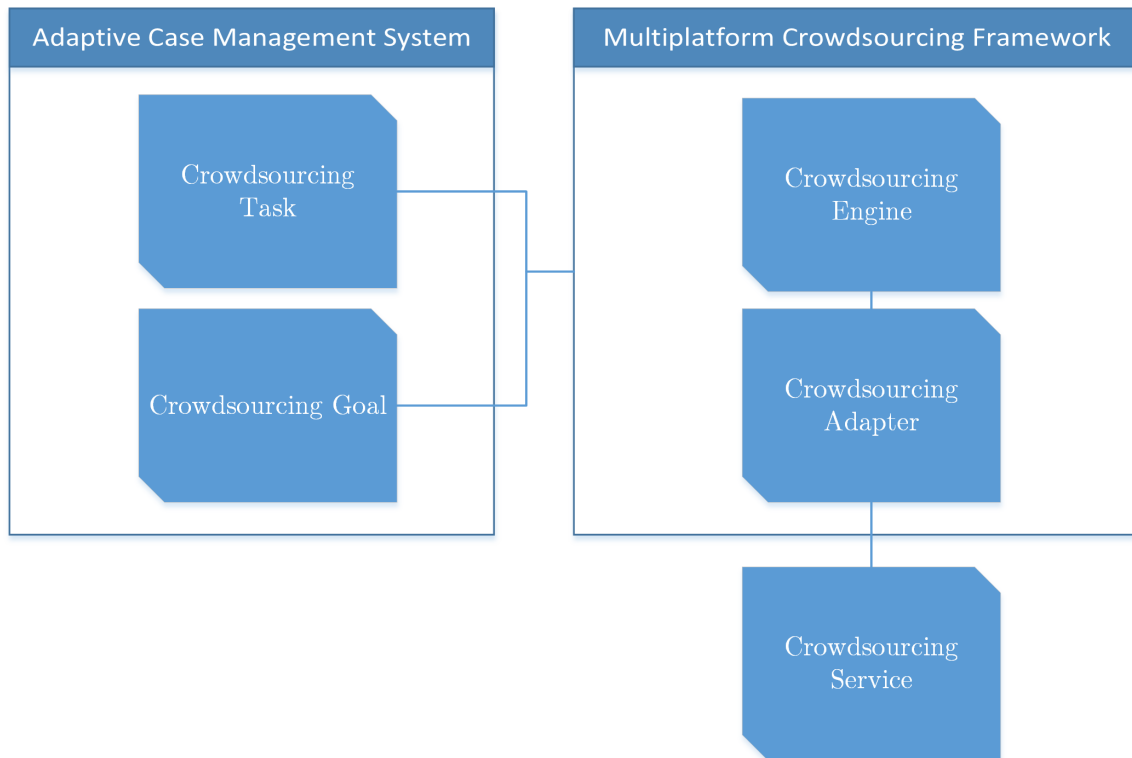 Adaptive Case Management System
Crowdsourcing
Task
Crowdsourcing Goal
Multiplatform Crowdsourcing Framework
Crowdsourcing
Engine
Crowdsourcing
Adapter
Crowdsourcing
Service